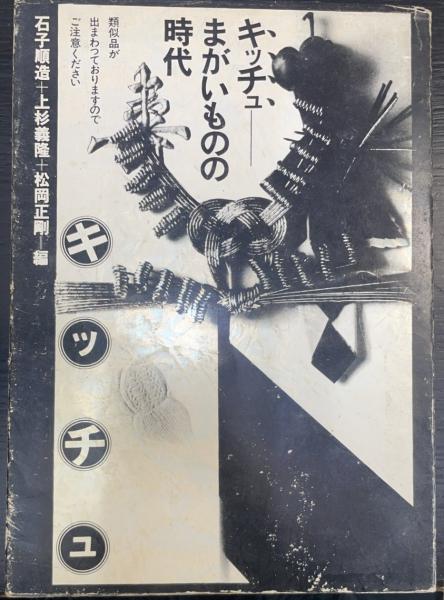 キッチュ——
まがいものの
時代
類似品が
出まわっておりますので
ご注意ください
石子順造+上杉義隆+松岡正剛—編
キッチュ